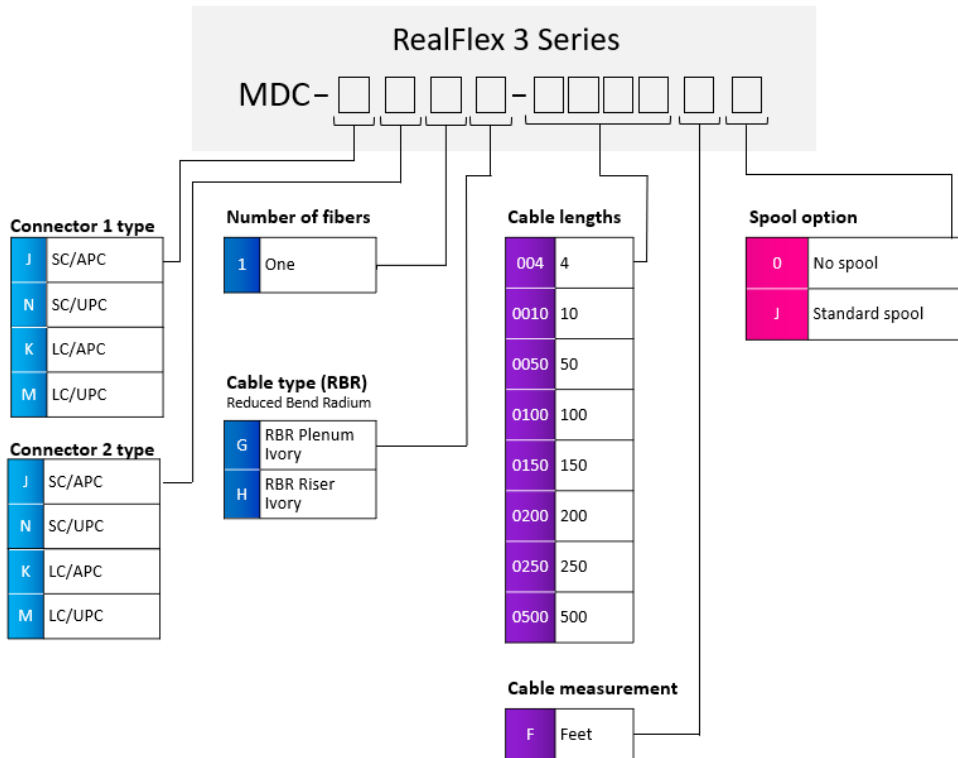 RealFlex 3 Series
MDC- -
Connector 1 type
J SC/APC
N SC/UPC
K LC/APC
M LC/UPC
Connector 2 type
J SC/APC
N SC/UPC
K LC/APC
M LC/UPC
Number of fibers
1 One
Cable type (RBR)
Reduced Bend Radium
G RBR Plenum
Ivory
H RBR Riser
Ivory
Cable lengths
004 4
0010 10
0050 50
0100 100
0150 150
0200 200
0250 250
0500 500
Cable measurement
F Feet
Spool option
0 No spool
J Standard spool